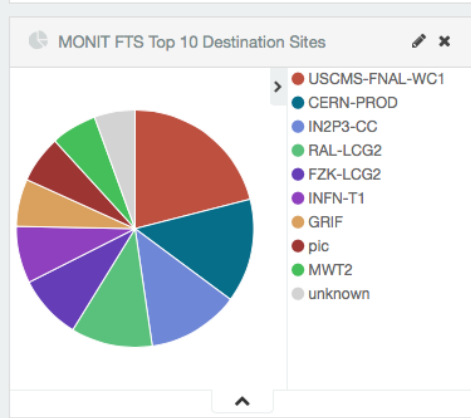 MONIT FTS Top 10 Destination Sites
USCMS-FNAL-WC1
CERN-PROD
IN2P3-CC
RAL-LCG2
FZK-LCG2
INFN-T1
GRIF
pic
MWT2
unknown